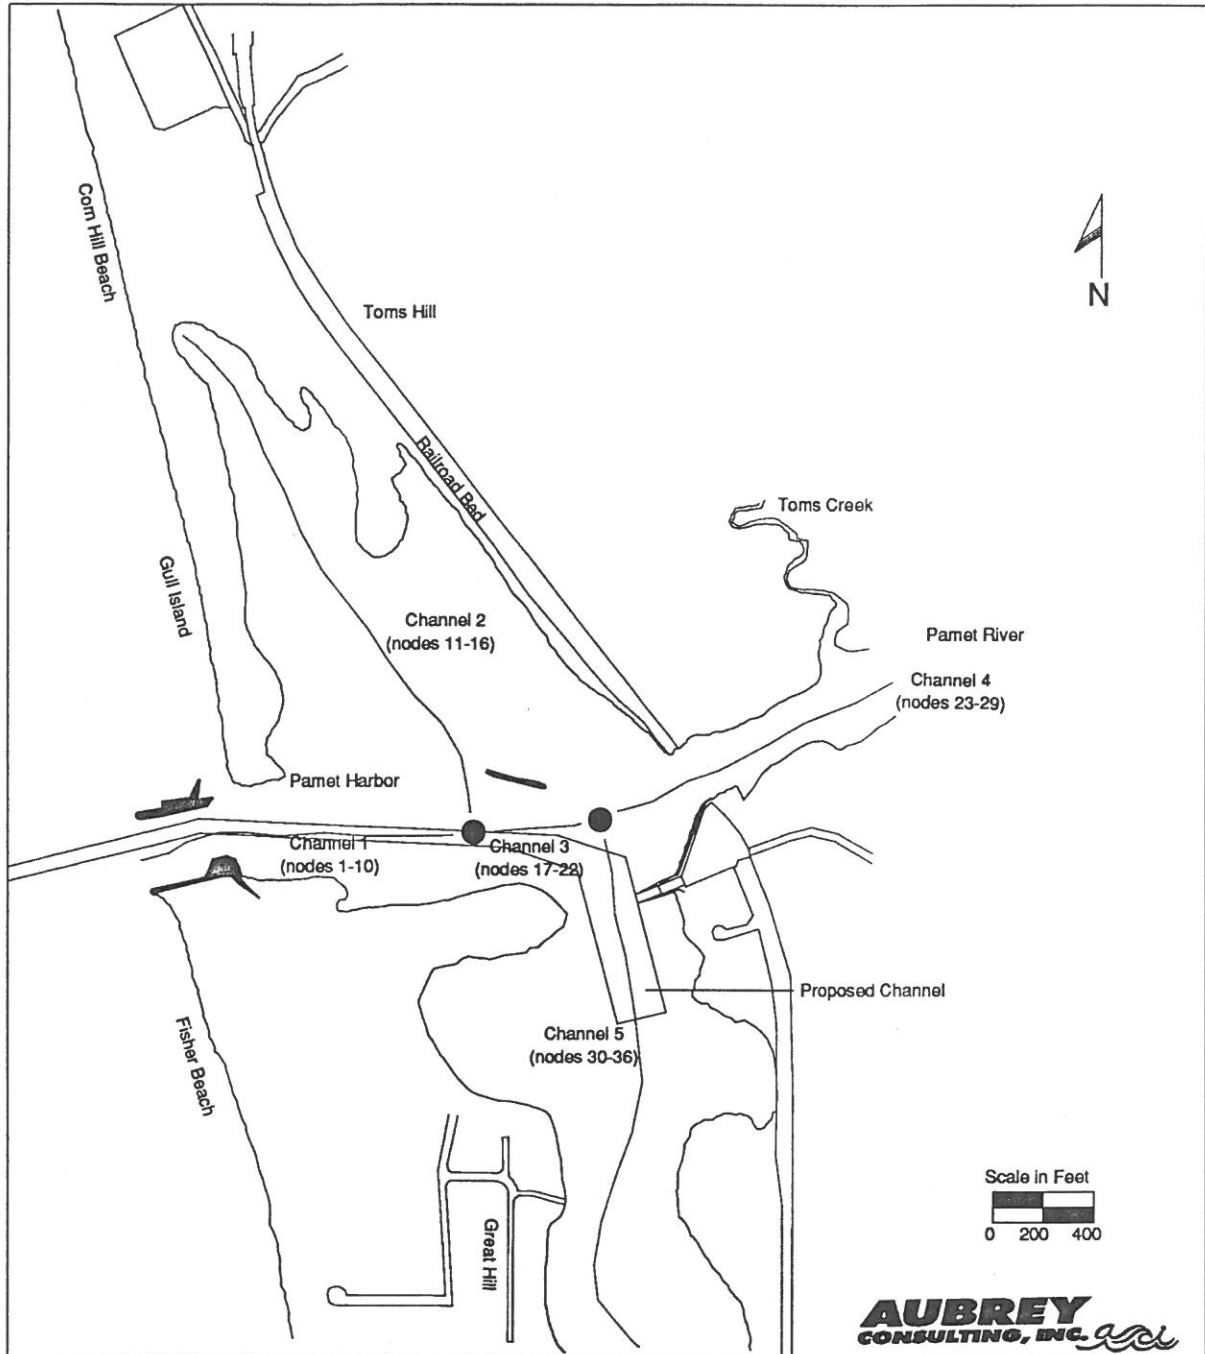 Corn Hill Beach
N
Toms Hill
Railroad Bed
Toms Creek
Gull Island
Channel 2
(nodes 11-16)
Pamet River
Channel 4
(nodes 23-29)
Pamet Harbor
Channel 1
(nodes 1-10)
Channel 3
(nodes 17-22)
Proposed Channel
Fisher Beach
Channel 5
(nodes 30-36)
Great Hill
Scale in Feet
0 200 400
AUBREY
CONSULTING, INC. aci